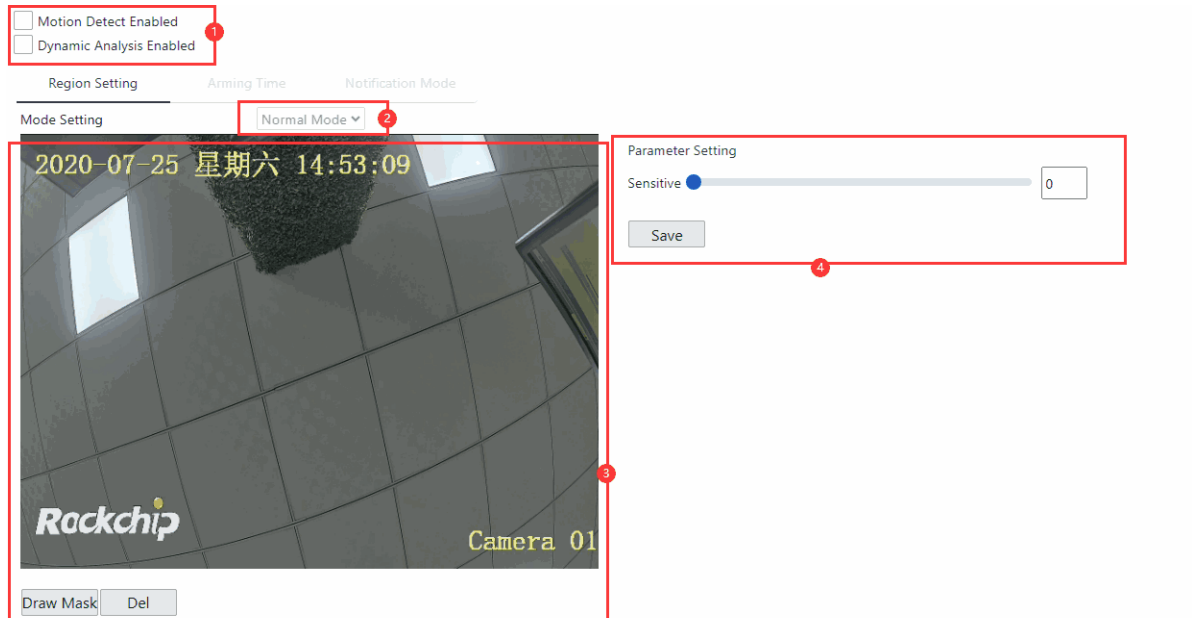 Motion Detect Enabled
1
Dynamic Analysis Enabled
Region Setting Arming Time Notification Mode
Mode Setting Normal Mode 2
2020-07-25 星期六 14:53:09
Rockchip
Camera 01
3
Draw Mask Del
Parameter Setting
Sensitive 0
Save
4